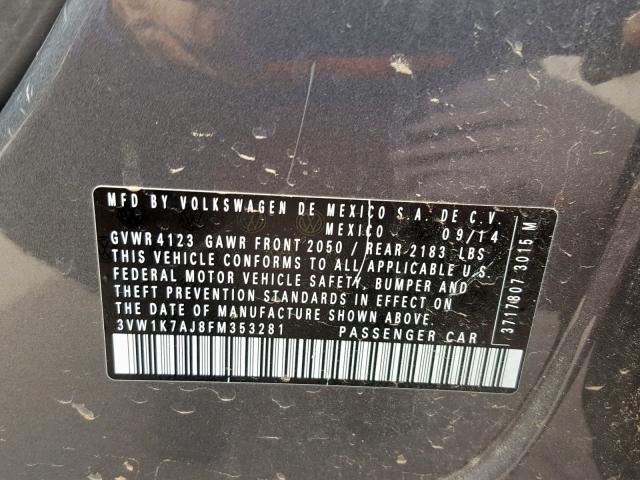 MFD BY VOLKSWAGEN DE MEXICO S.A. DE C.V.
MEXICO 09/14
GVWR 4123 GAWR FRONT 2050 / REAR 2183 LBS
THIS VEHICLE CONFORMS TO ALL APPLICABLE U.S.
FEDERAL MOTOR VEHICLE SAFETY, BUMPER AND
THEFT PREVENTION STANDARDS IN EFFECT ON
THE DATE OF MANUFACTURE SHOWN ABOVE.
3VW1K7AJ8FM353281 PASSENGER CAR
3717 807 3015 M